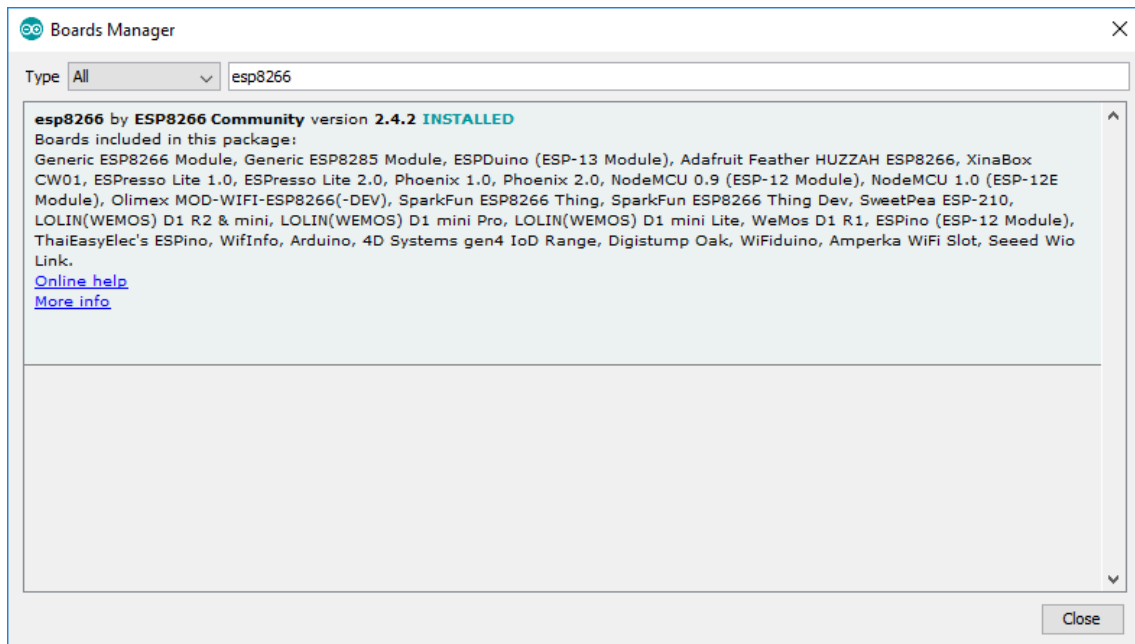 Boards Manager
Type All esp8266
esp8266 by ESP8266 Community version 2.4.2 INSTALLED
Boards included in this package:
Generic ESP8266 Module, Generic ESP8285 Module, ESPDuino (ESP-13 Module), Adafruit Feather HUZZAH ESP8266, XinaBox
CW01, ESPresso Lite 1.0, ESPresso Lite 2.0, Phoenix 1.0, Phoenix 2.0, NodeMCU 0.9 (ESP-12 Module), NodeMCU 1.0 (ESP-12E
Module), Olimex MOD-WIFI-ESP8266(-DEV), SparkFun ESP8266 Thing, SparkFun ESP8266 Thing Dev, SweetPea ESP-210,
LOLIN(WEMOS) D1 R2 & mini, LOLIN(WEMOS) D1 mini Pro, LOLIN(WEMOS) D1 mini Lite, WeMos D1 R1, ESPino (ESP-12 Module),
ThaiEasyElec's ESPino, WifInfo, Arduino, 4D Systems gen4 IoD Range, Digistump Oak, WiFiduino, Amperka WiFi Slot, Seeed Wio
Link.
Online help
More info
Close